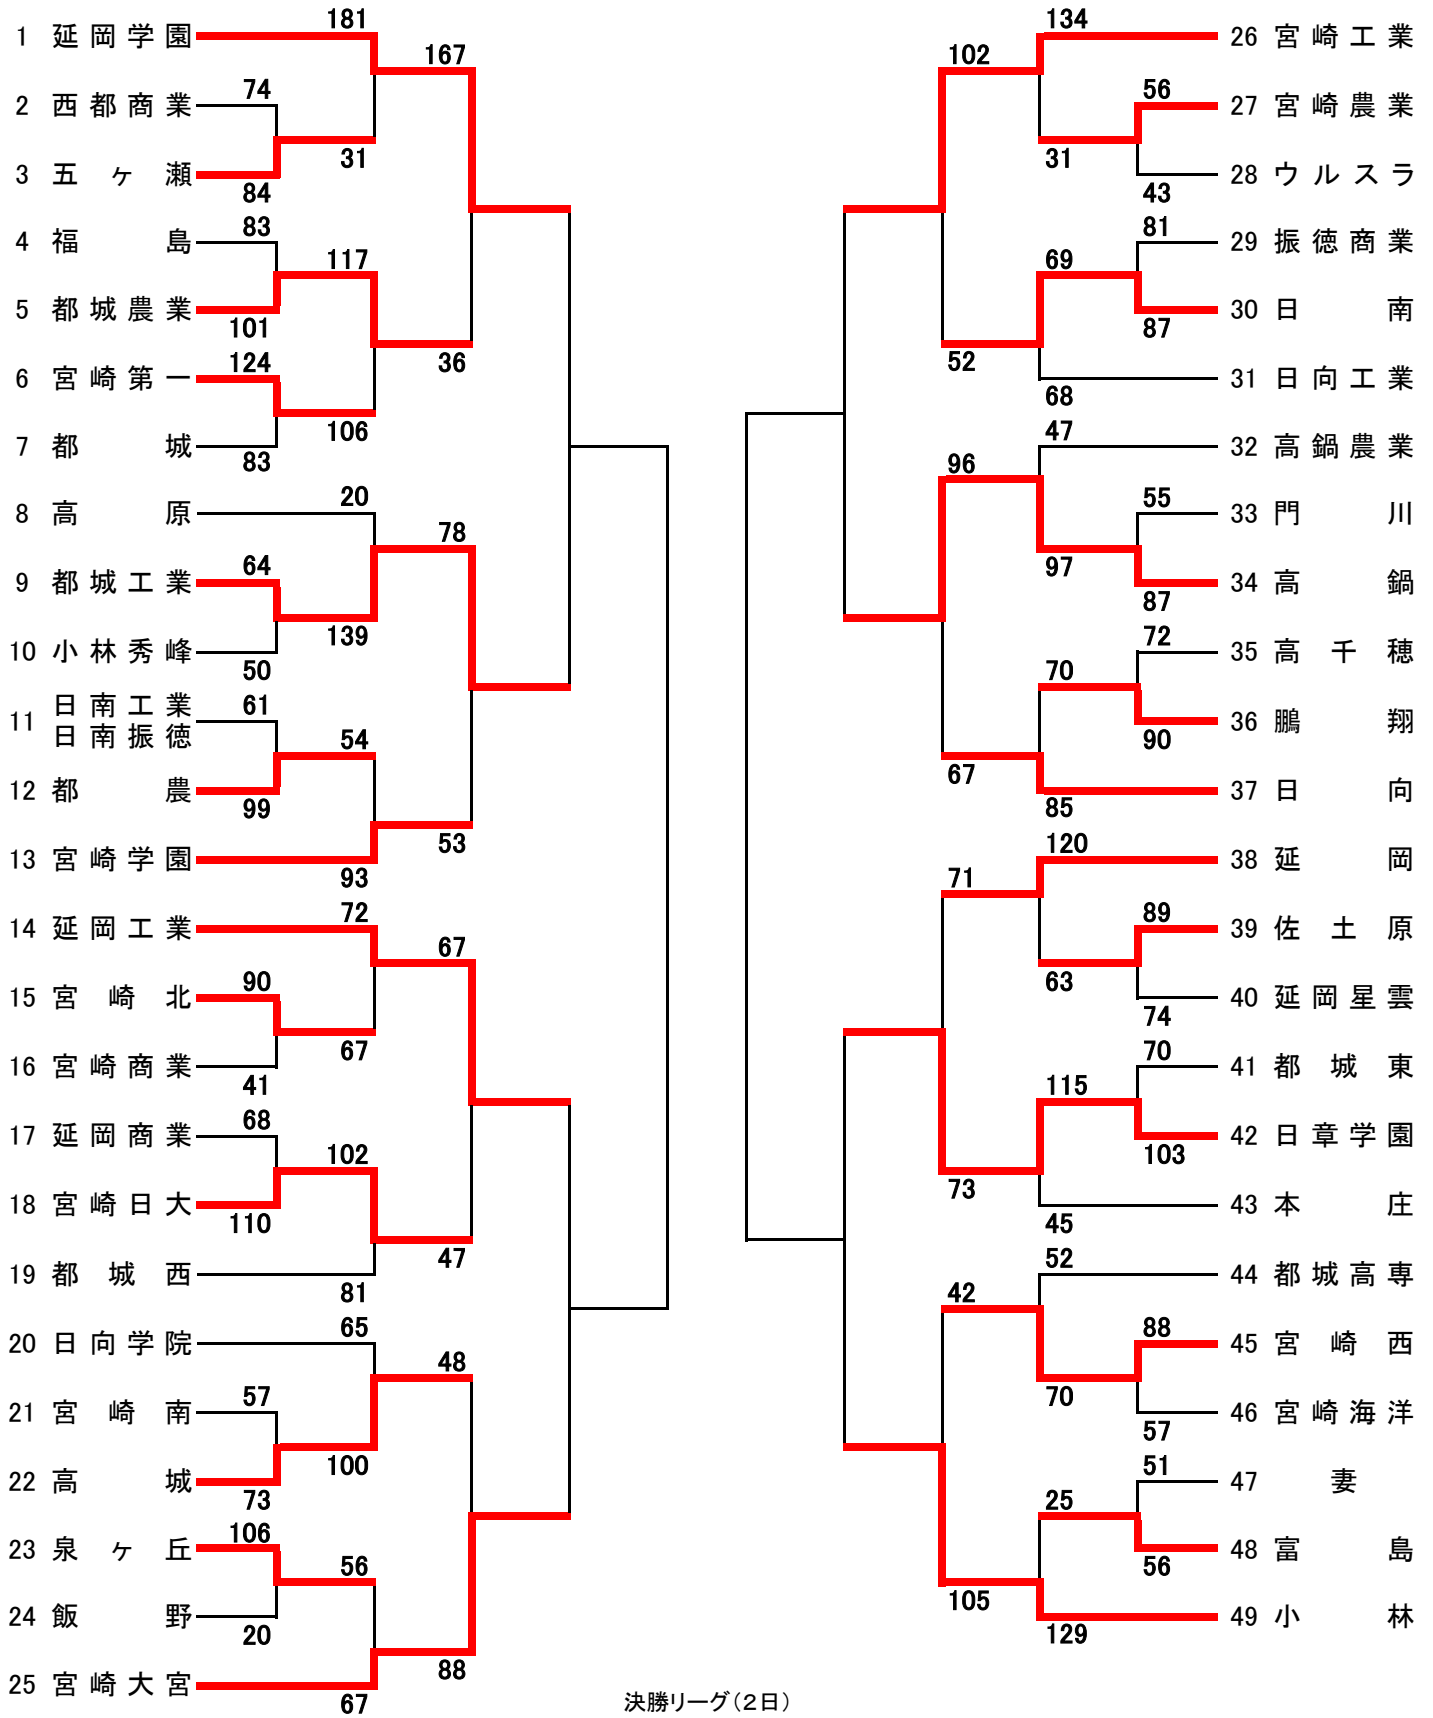 1 延岡学園 181
167
2 西都商業 74
31
3 五ヶ瀬 84
4 福島 83
117
5 都城農業 101
36
6 宮崎第一 124
106
7 都城 83
8 高原 20
78
9 都城工業 64
139
10 小林秀峰 50
11 日南工業 61
日南振徳
54
12 都農 99
53
13 宮崎学園 93
14 延岡工業 72
67
15 宮崎北 90
67
16 宮崎商業 41
17 延岡商業 68
102
18 宮崎日大 110
47
19 都城西 81
20 日向学院 65
48
21 宮崎南 57
100
22 高城 73
23 泉ヶ丘 106
56
24 飯野 20
88
25 宮崎大宮 67
134 26 宮崎工業
102
56 27 宮崎農業
31
43 28 ウルスラ
81 29 振徳商業
69
87 30 日南
52
68 31 日向工業
47 32 高鍋農業
96
55 33 門川
97
87 34 高鍋
72 35 高千穂
70
90 36 鵬翔
67
85 37 日向
120 38 延岡
71
89 39 佐土原
63
74 40 延岡星雲
70 41 都城東
115
103 42 日章学園
73
45 43 本庄
52 44 都城高専
42
88 45 宮崎西
70
57 46 宮崎海洋
51 47 妻
25
56 48 富島
105
129 49 小林
決勝リーグ(2日)